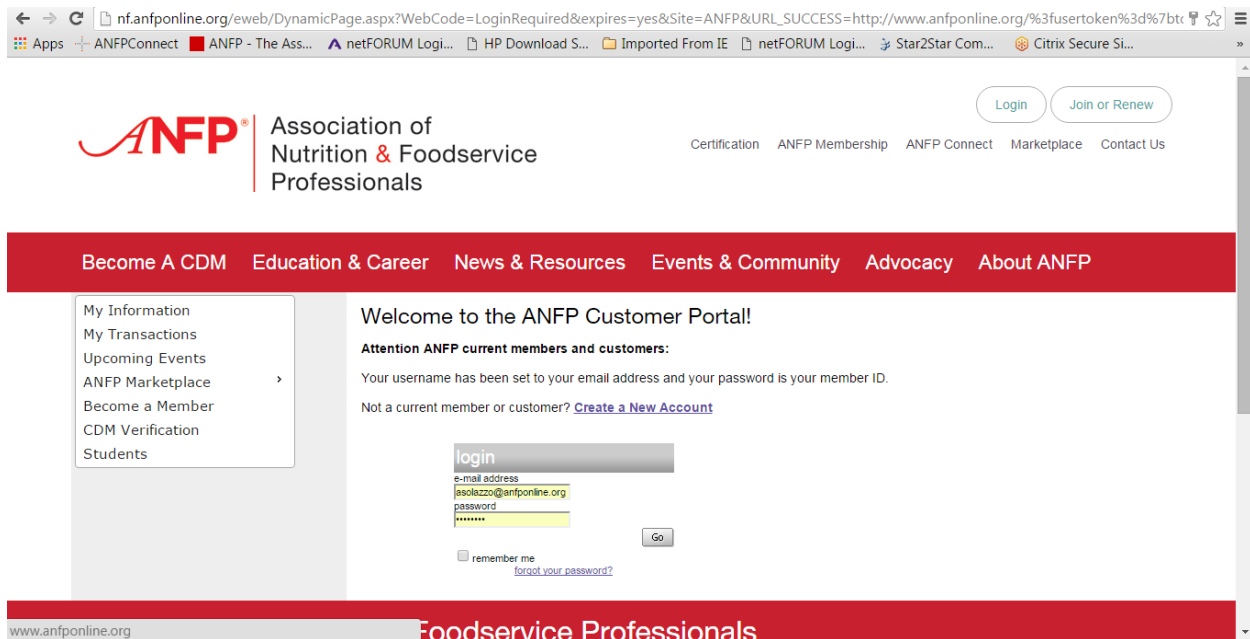 nf.anfponline.org/eweb/DynamicPage.aspx?WebCode=LoginRequired&expires=yes&Site=ANFP&URL_SUCCESS=http://www.anfponline.org/%3fusertoken%3d%7bt
Apps ANFPConnect ANFP - The Ass... netFORUM Logi... HP Download S... Imported From IE netFORUM Logi... Star2Star Com... Citrix Secure Si... »
Login Join or Renew
ANFP® Association of
Nutrition & Foodservice
Professionals
Certification ANFP Membership ANFP Connect Marketplace Contact Us
Become A CDM Education & Career News & Resources Events & Community Advocacy About ANFP
My Information
My Transactions
Upcoming Events
ANFP Marketplace ›
Become a Member
CDM Verification
Students
Welcome to the ANFP Customer Portal!
Attention ANFP current members and customers:
Your username has been set to your email address and your password is your member ID.
Not a current member or customer? Create a New Account
login
e-mail address
asolazzo@anfponline.org
password
••••••••
Go
remember me
forgot your password?
Foodservice Professionals
www.anfponline.org